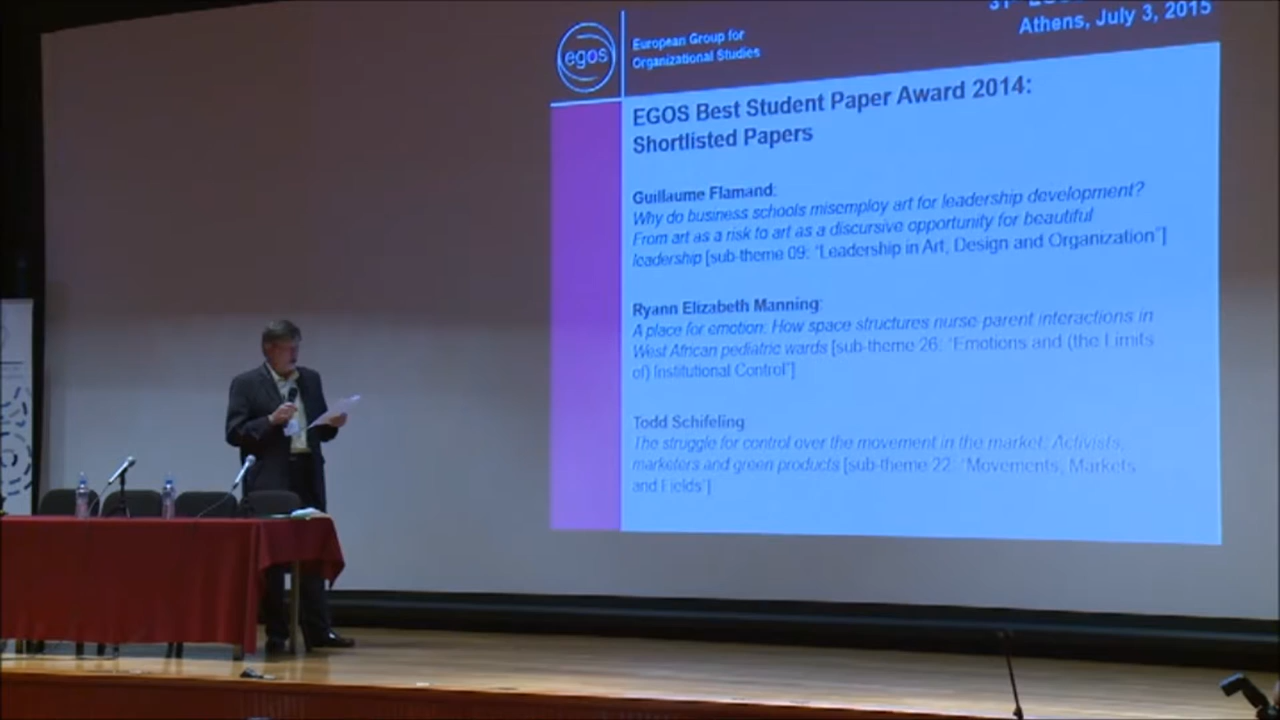 egos
European Group for
Organizational Studies
Athens, July 3, 2015
EGOS Best Student Paper Award 2014:
Shortlisted Papers
Guillaume Flamand:
Why do business schools misemploy art for leadership development?
From art as a risk to art as a discursive opportunity for beautiful
leadership [sub-theme 09: "Leadership in Art, Design and Organization"]
Ryann Elizabeth Manning:
A place for emotion: How space structures nurse-parent interactions in
West African pediatric wards [sub-theme 26: "Emotions and (the Limits
of) Institutional Control"]
Todd Schifeling
The struggle for control over the movement in the market: Activists,
marketers and green products [sub-theme 22: "Movements, Markets
and Fields"]